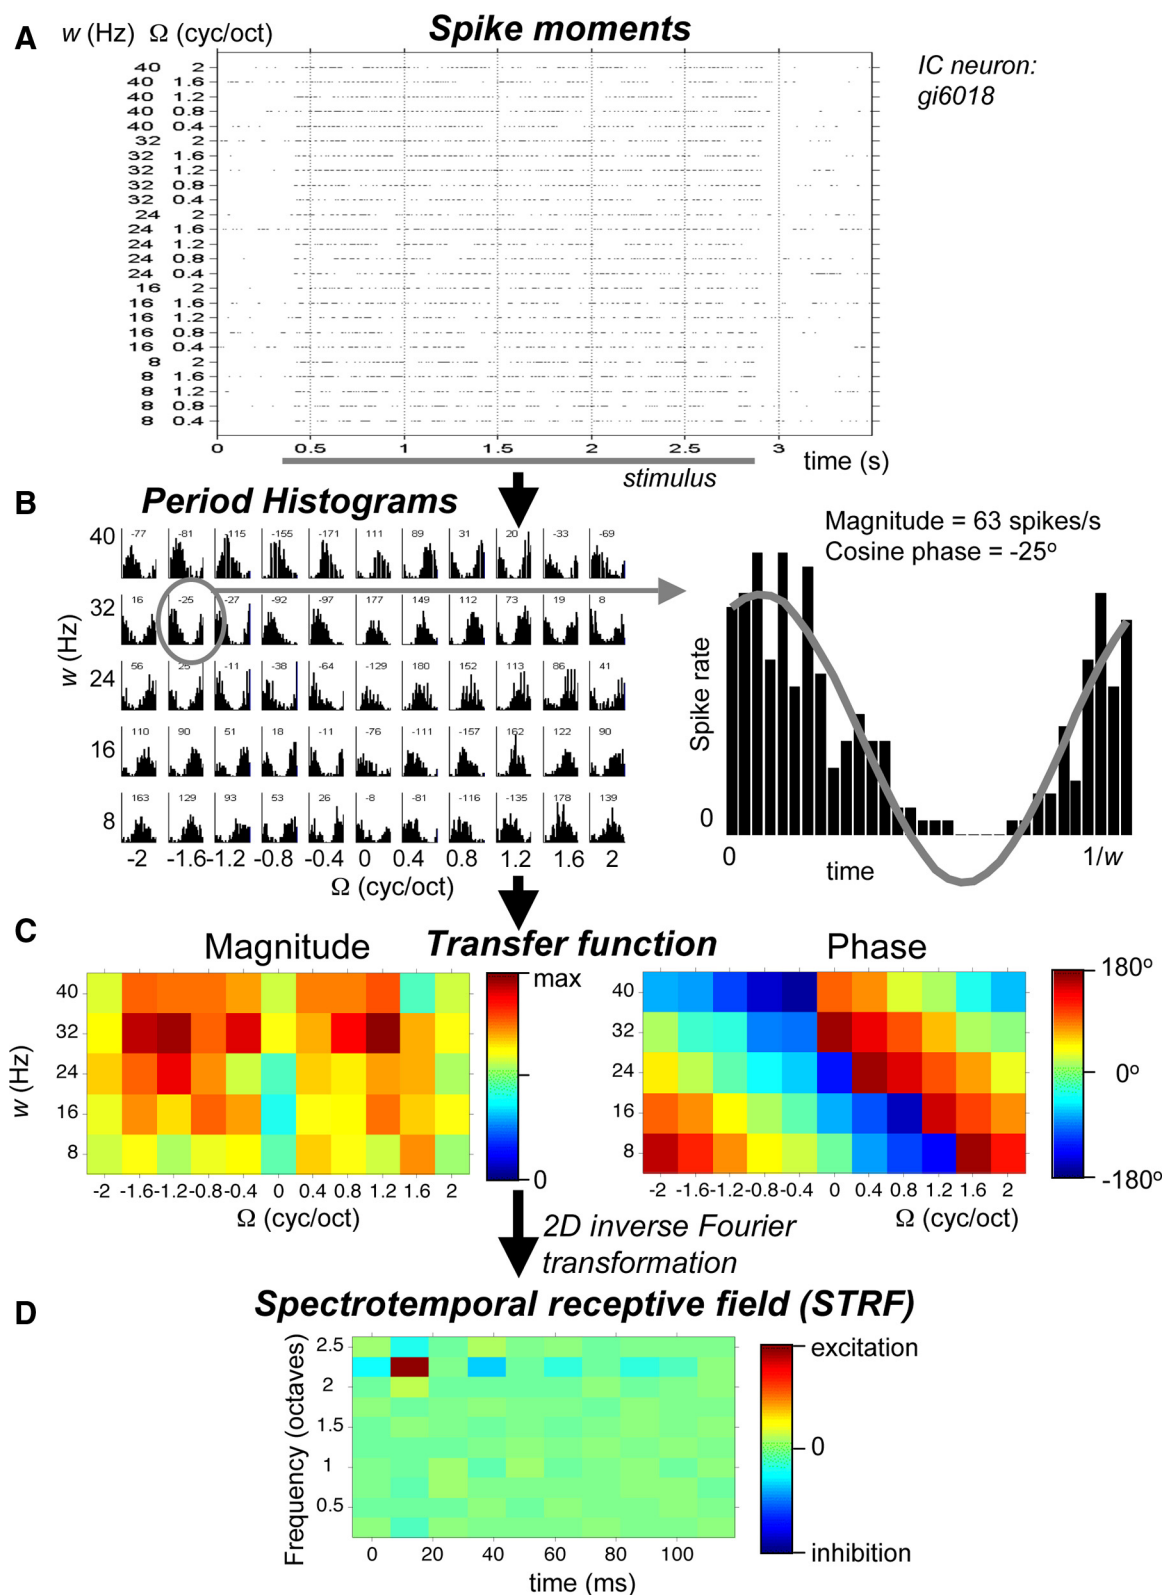 A
w (Hz) Ω (cyc/oct)
Spike moments
IC neuron:
gi6018
40 2
40 1.6
40 1.2
40 0.8
40 0.4
32 2
32 1.6
32 1.2
32 0.8
32 0.4
24 2
24 1.6
24 1.2
24 0.8
24 0.4
16 2
16 1.6
16 1.2
16 0.8
16 0.4
8 2
8 1.6
8 1.2
8 0.8
8 0.4
0 0.5 1 1.5 2 2.5 3 time (s)
stimulus
B
Period Histograms
Magnitude = 63 spikes/s
Cosine phase = -25°
w (Hz)
40 -77 -81 -115 -155 -171 111 89 31 20 -33 -69
32 16 -25 -27 -92 -97 177 149 112 73 19 8
24 56 25 -11 -38 -64 -129 180 152 113 86 41
16 110 90 51 18 -11 -76 -111 -157 162 122 90
8 163 129 93 53 26 -8 -81 -116 -135 178 139
-2 -1.6 -1.2 -0.8 -0.4 0 0.4 0.8 1.2 1.6 2
Ω (cyc/oct)
Spike rate
0
0 time 1/w
C
Magnitude
Transfer function
Phase
w (Hz)
40
32
24
16
8
-2 -1.6 -1.2 -0.8 -0.4 0 0.4 0.8 1.2 1.6 2
Ω (cyc/oct)
max
0
40
32
24
16
8
-2 -1.6 -1.2 -0.8 -0.4 0 0.4 0.8 1.2 1.6 2
Ω (cyc/oct)
180°
0°
-180°
2D inverse Fourier
transformation
D
Spectrotemporal receptive field (STRF)
Frequency (octaves)
2.5
2
1.5
1
0.5
0 20 40 60 80 100
time (ms)
excitation
0
inhibition